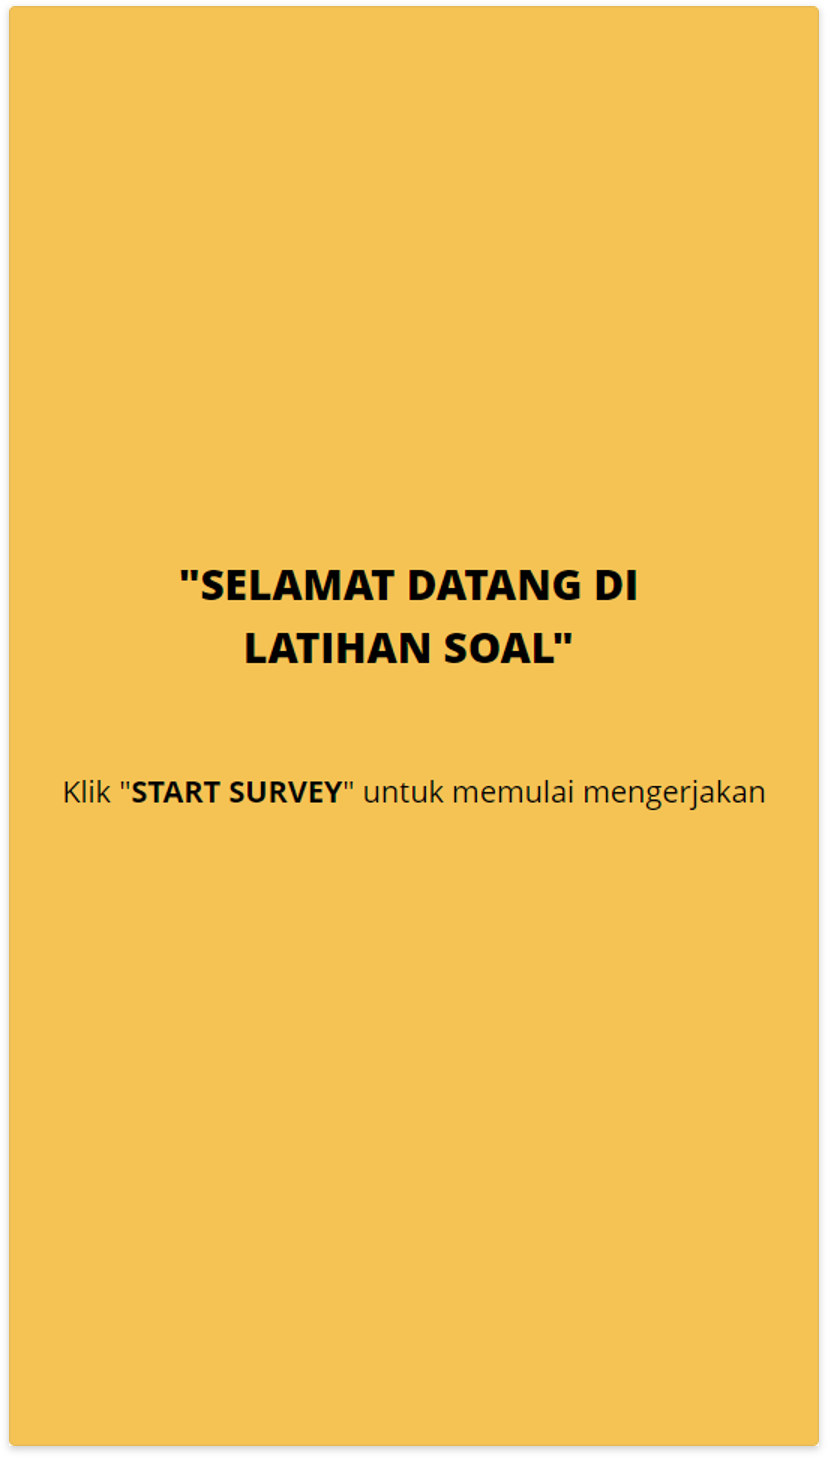 "SELAMAT DATANG DI
LATIHAN SOAL"
Klik "START SURVEY" untuk memulai mengerjakan